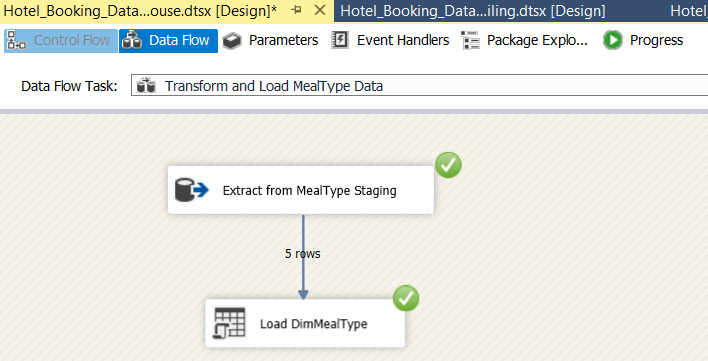 Hotel_Booking_Data...ouse.dtsx [Design]* Hotel_Booking_Data...iling.dtsx [Design] Hotel_
Control Flow Data Flow Parameters Event Handlers Package Explo... Progress
Data Flow Task: Transform and Load MealType Data
Extract from MealType Staging
5 rows
Load DimMealType